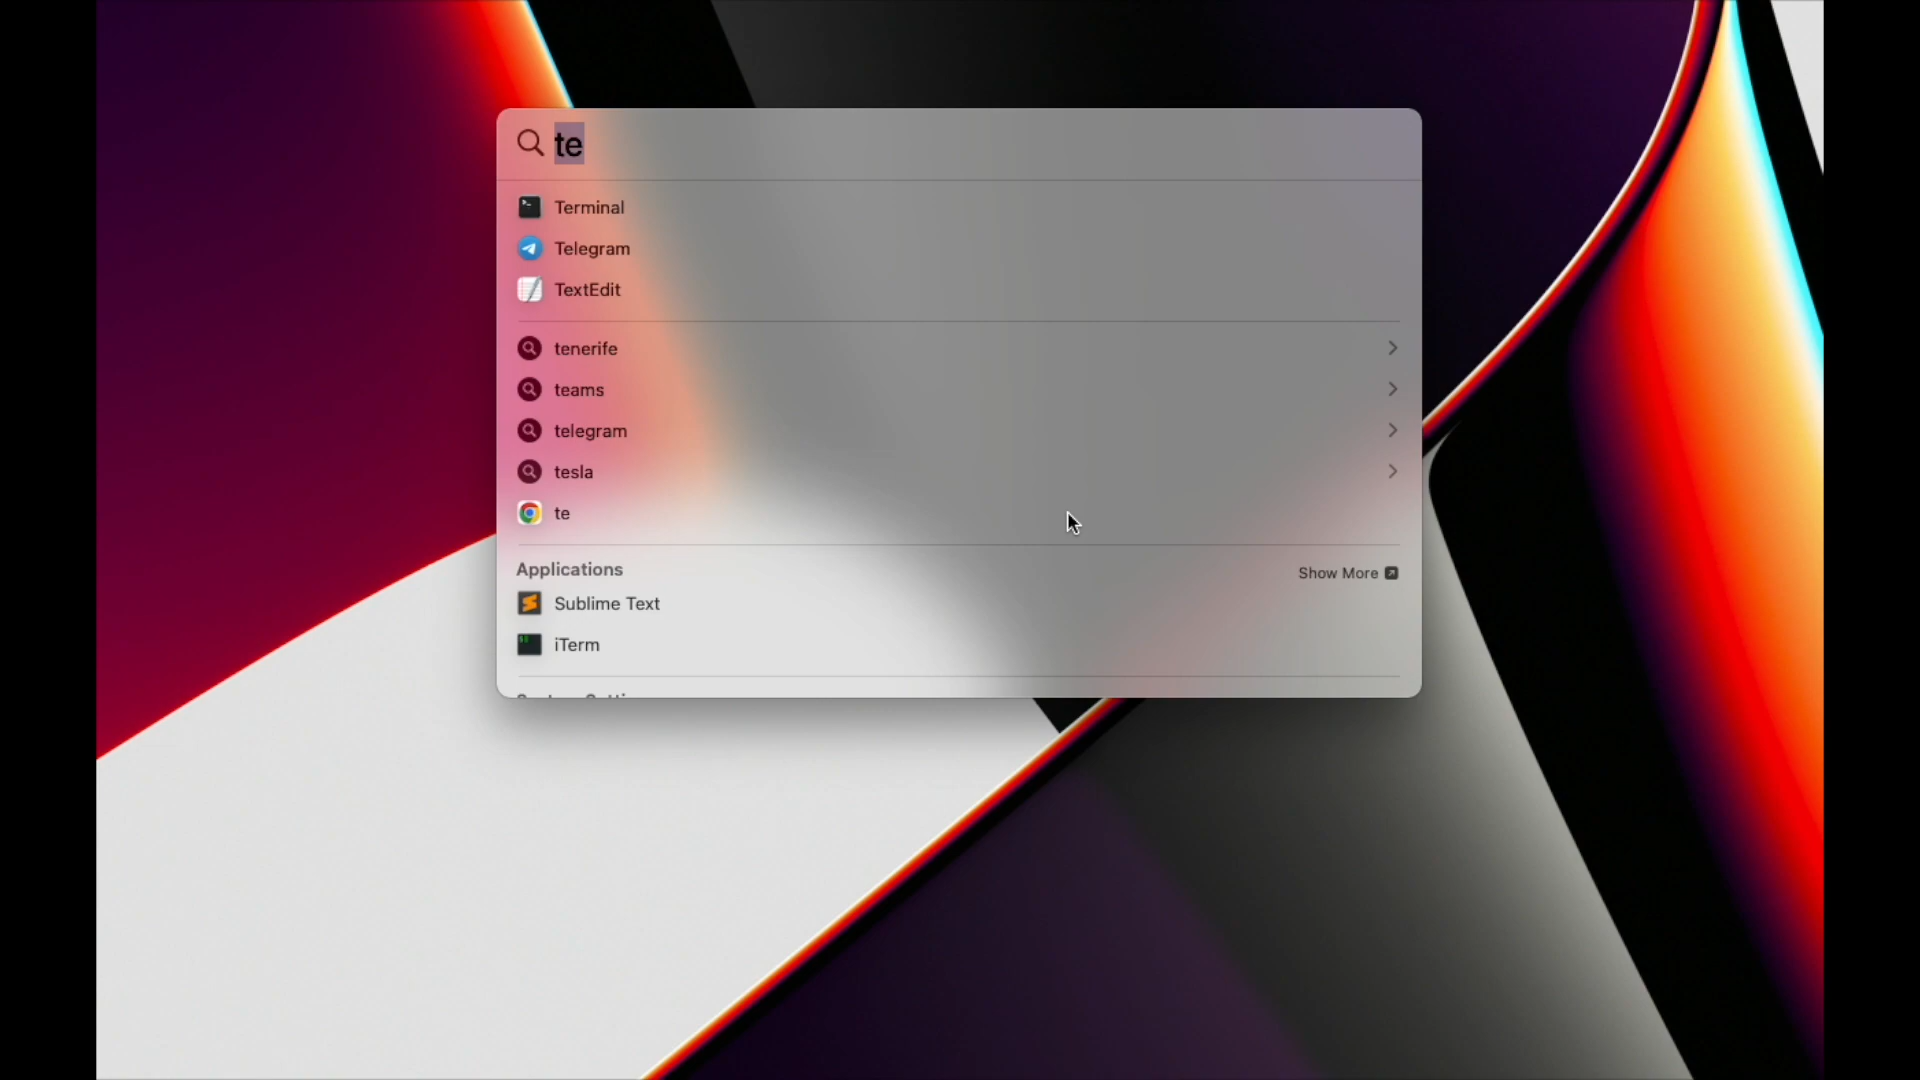 te
Terminal
Telegram
TextEdit
tenerife
teams
telegram
tesla
te
Applications
Show More
Sublime Text
iTerm